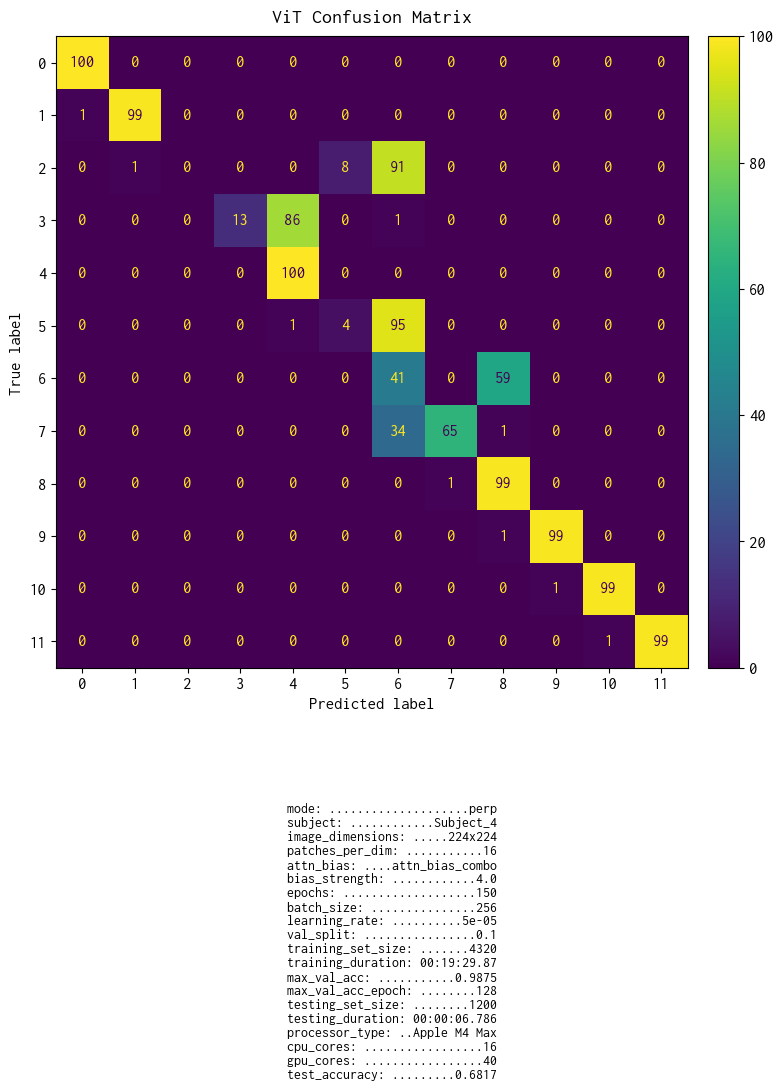 ViT Confusion Matrix
0 100 0 0 0 0 0 0 0 0 0 0 0
1 1 99 0 0 0 0 0 0 0 0 0 0
2 0 1 0 0 0 8 91 0 0 0 0 0
3 0 0 0 13 86 0 1 0 0 0 0 0
4 0 0 0 0 100 0 0 0 0 0 0 0
5 0 0 0 0 1 4 95 0 0 0 0 0
6 0 0 0 0 0 0 41 0 59 0 0 0
7 0 0 0 0 0 0 34 65 1 0 0 0
8 0 0 0 0 0 0 0 1 99 0 0 0
9 0 0 0 0 0 0 0 0 1 99 0 0
10 0 0 0 0 0 0 0 0 0 1 99 0
11 0 0 0 0 0 0 0 0 0 0 1 99
0 1 2 3 4 5 6 7 8 9 10 11
Predicted label
True label
100
80
60
40
20
0
mode: ....................perp
subject: ............Subject_4
image_dimensions: .....224x224
patches_per_dim: ...........16
attn_bias: ....attn_bias_combo
bias_strength: ............4.0
epochs: ...................150
batch_size: ...............256
learning_rate: ..........5e-05
val_split: ................0.1
training_set_size: .......4320
training_duration: 00:19:29.87
max_val_acc: ...........0.9875
max_val_acc_epoch: ........128
testing_set_size: ........1200
testing_duration: 00:00:06.786
processor_type: ..Apple M4 Max
cpu_cores: .................16
gpu_cores: .................40
test_accuracy: .........0.6817